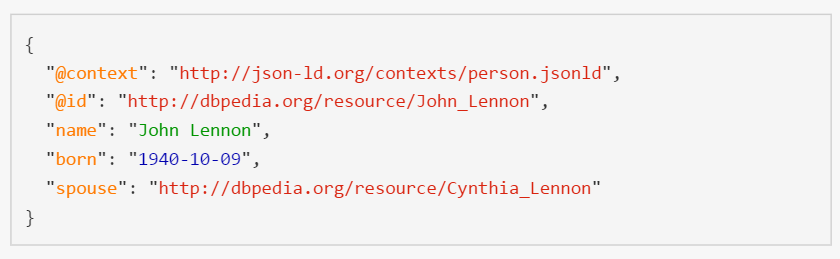 {
"@context": "http://json-ld.org/contexts/person.jsonld",
"@id": "http://dbpedia.org/resource/John_Lennon",
"name": "John Lennon",
"born": "1940-10-09",
"spouse": "http://dbpedia.org/resource/Cynthia_Lennon"
}